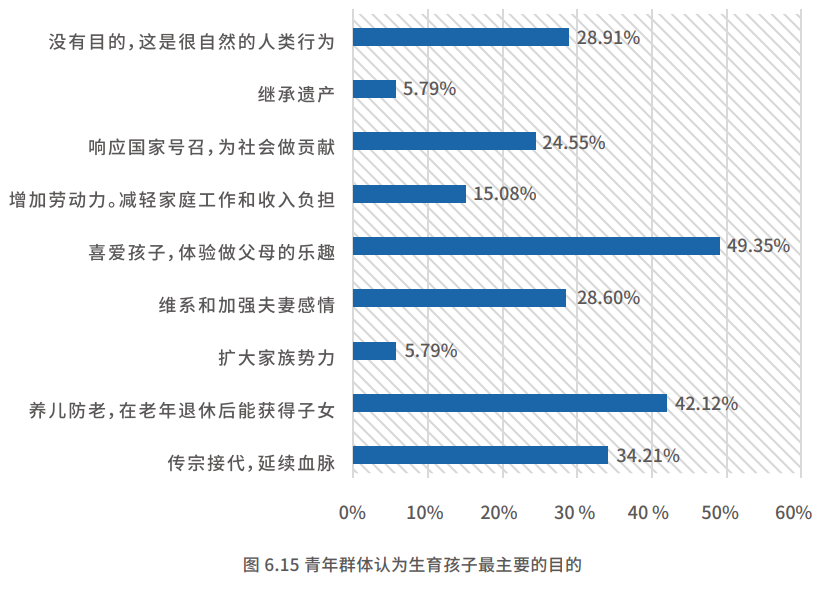 没有目的，这是很自然的人类行为 28.91%
继承遗产 5.79%
响应国家号召，为社会做贡献 24.55%
增加劳动力。减轻家庭工作和收入负担 15.08%
喜爱孩子，体验做父母的乐趣 49.35%
维系和加强夫妻感情 28.60%
扩大家族势力 5.79%
养儿防老，在老年退休后能获得子女 42.12%
传宗接代，延续血脉 34.21%
0% 10% 20% 30 % 40 % 50% 60%
图 6.15 青年群体认为生育孩子最主要的目的